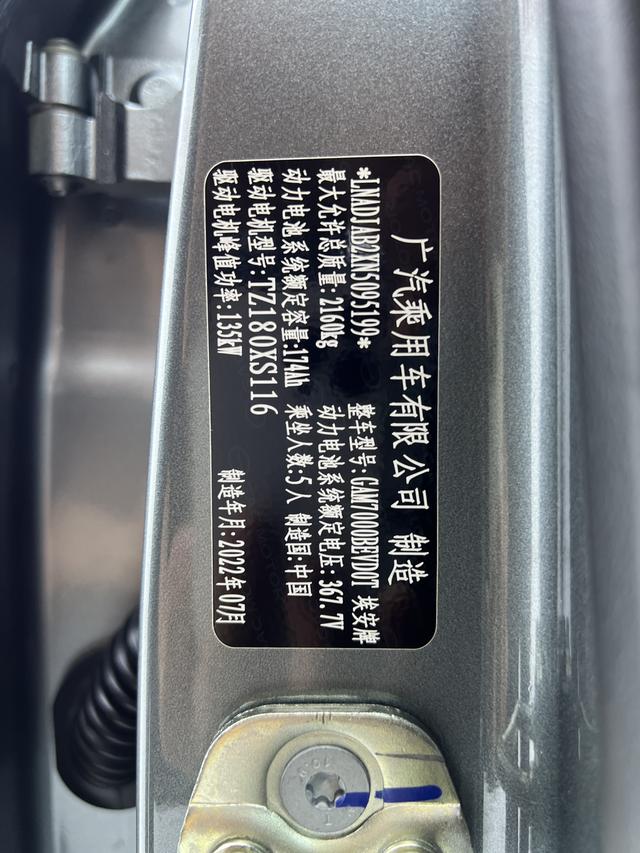 广汽乘用车有限公司 制造
*LNADJAB2XN5095199* 整车型号:GAM7000BEVD0T 埃安牌
最大允许总质量:2160kg 动力电池系统额定电压:367.7V
动力电池系统额定容量:174Ah 乘坐人数:5人 制造国:中国
驱动电机型号:TZ180XS116
驱动电机峰值功率:135kW 制造年月:2022年07月